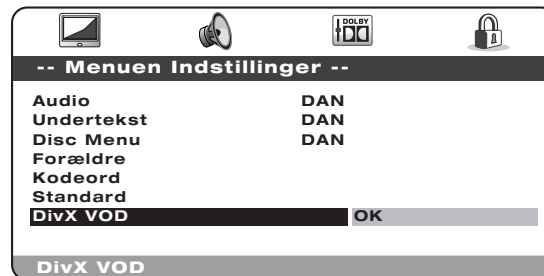 DOLBY
-- Menuen Indstillinger --
Audio DAN
Undertekst DAN
Disc Menu DAN
Forældre
Kodeord
Standard
DivX VOD OK
DivX VOD